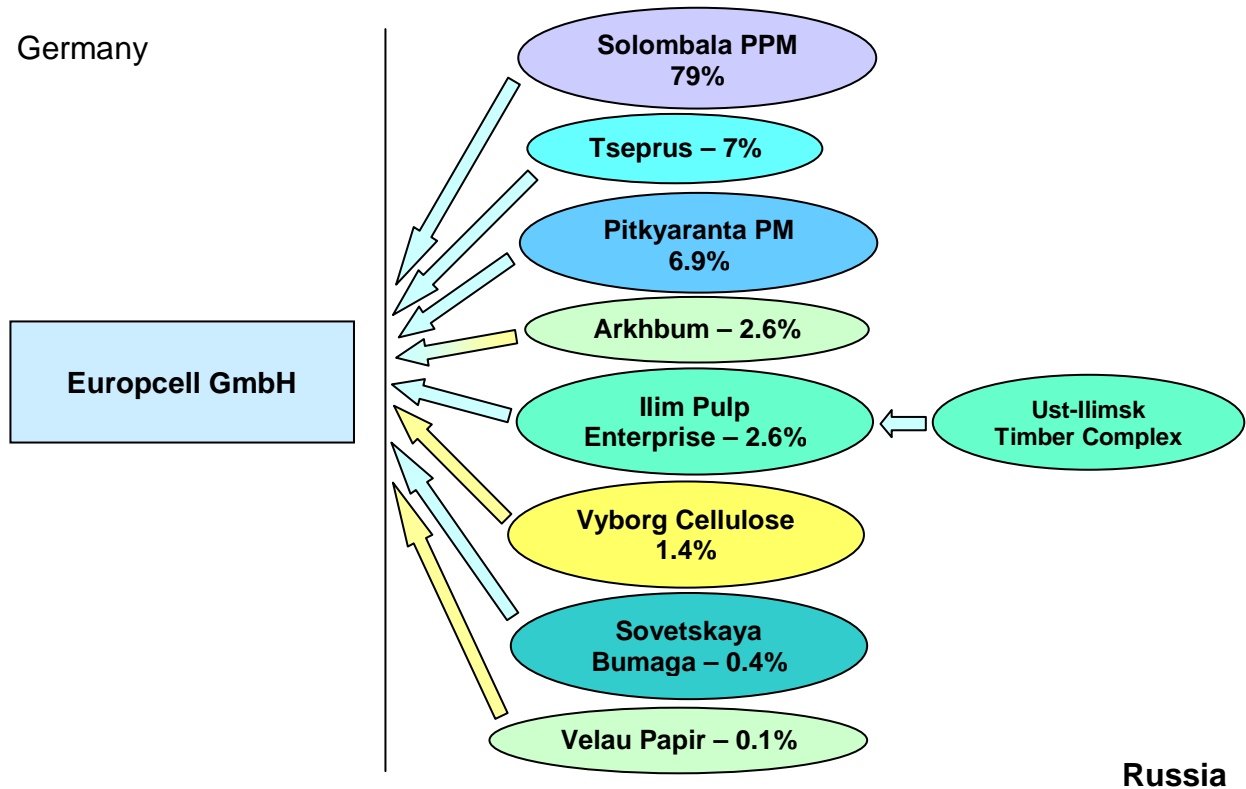 Germany
Solombala PPM
79%
Tseprus – 7%
Pitkyaranta PM
6.9%
Arkhbum – 2.6%
Europcell GmbH
Ilim Pulp
Enterprise – 2.6%
Ust-Ilimsk
Timber Complex
Vyborg Cellulose
1.4%
Sovetskaya
Bumaga – 0.4%
Velau Papir – 0.1%
Russia